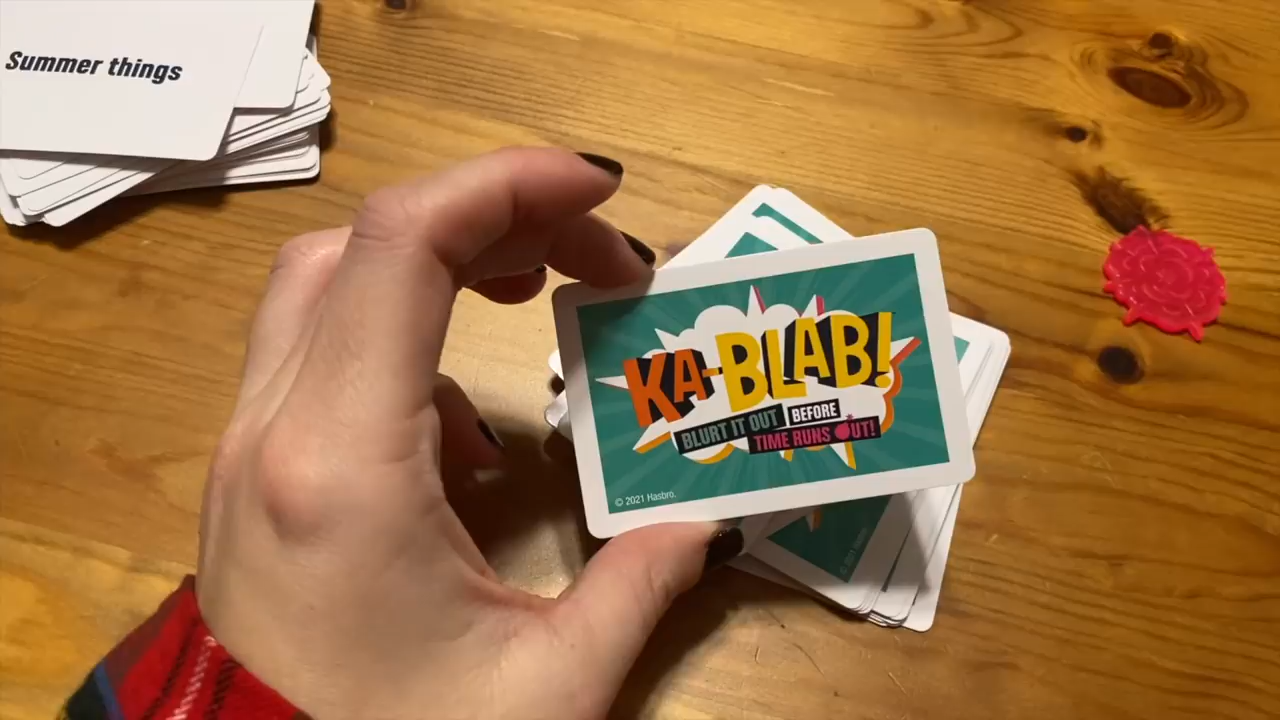 Summer things
KA-BLAB!
BLURT IT OUT BEFORE
TIME RUNS OUT!
© 2021 Hasbro.